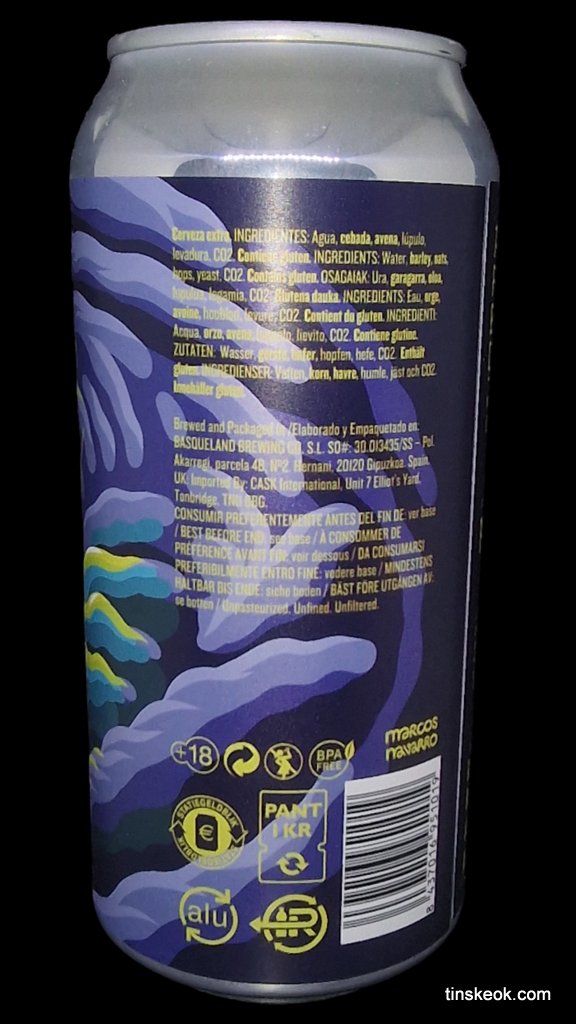 Cerveza extra. INGREDIENTES: Agua, cebada, avena, lúpulo,
levadura, CO2. Contiene gluten. INGREDIENTS: Water, barley, oats,
hops, yeast, CO2. Contains gluten. OSAGAIAK: Ura, garagarra, oloa,
lupulua, legamia, CO2. Glutena dauka. INGREDIENTS: Eau, orge,
avoine, houblon, levure, CO2. Contient du gluten. INGREDIENTI:
Acqua, orzo, avena, luppolo, lievito, CO2. Contiene glutine.
ZUTATEN: Wasser, gerste, hafer, hopfen, hefe, CO2. Enthält
gluten. INGREDIENSER: Vatten, korn, havre, humle, jäst och CO2.
Innehåller gluten.
Brewed and Packaged in /Elaborado y Empaquetado en:
BASQUELAND BREWING CO. S.L. SO#: 30.013435/SS - Pol.
Akarregi, parcela 4B, Nº2. Hernani, 20120 Gipuzkoa. Spain.
UK: Imported By: CASK International, Unit 7 Elliot's Yard,
Tonbridge,
CONSUMIR PREFERENTEMENTE ANTES DEL FIN DE: ver base
/ BEST BEFORE END: see base / À CONSOMMER DE
PRÉFÉRENCE AVANT FIN: voir dessous / DA CONSUMARSI
PREFERIBILMENTE ENTRO FINE: vedere base / MINDESTENS
HALTBAR BIS ENDE: siehe boden / BÄST FÖRE UTGÅNGEN AV:
se botten / Unpasteurized. Unfined. Unfiltered.
marcos
navarro
+18
BPA
FREE
STATIEGELDBLIK
€
PANT
1 KR
alu
8 437016 951019
tinskeok.com